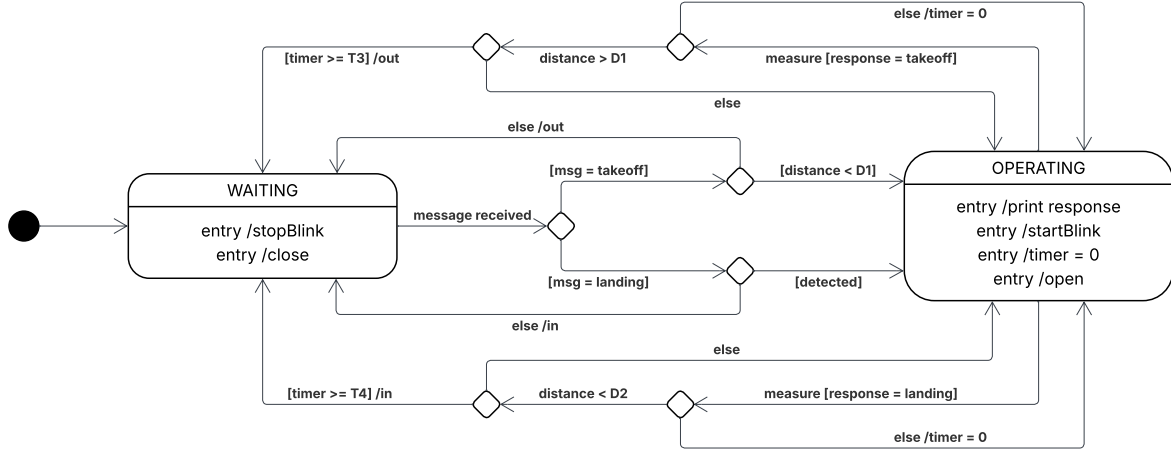 else /timer = 0
[timer >= T3] /out
distance > D1
measure [response = takeoff]
else
else /out
[msg = takeoff]
[distance < D1]
WAITING
entry /stopBlink
entry /close
message received
OPERATING
entry /print response
entry /startBlink
entry /timer = 0
entry /open
[msg = landing]
[detected]
else /in
else
[timer >= T4] /in
distance < D2
measure [response = landing]
else /timer = 0